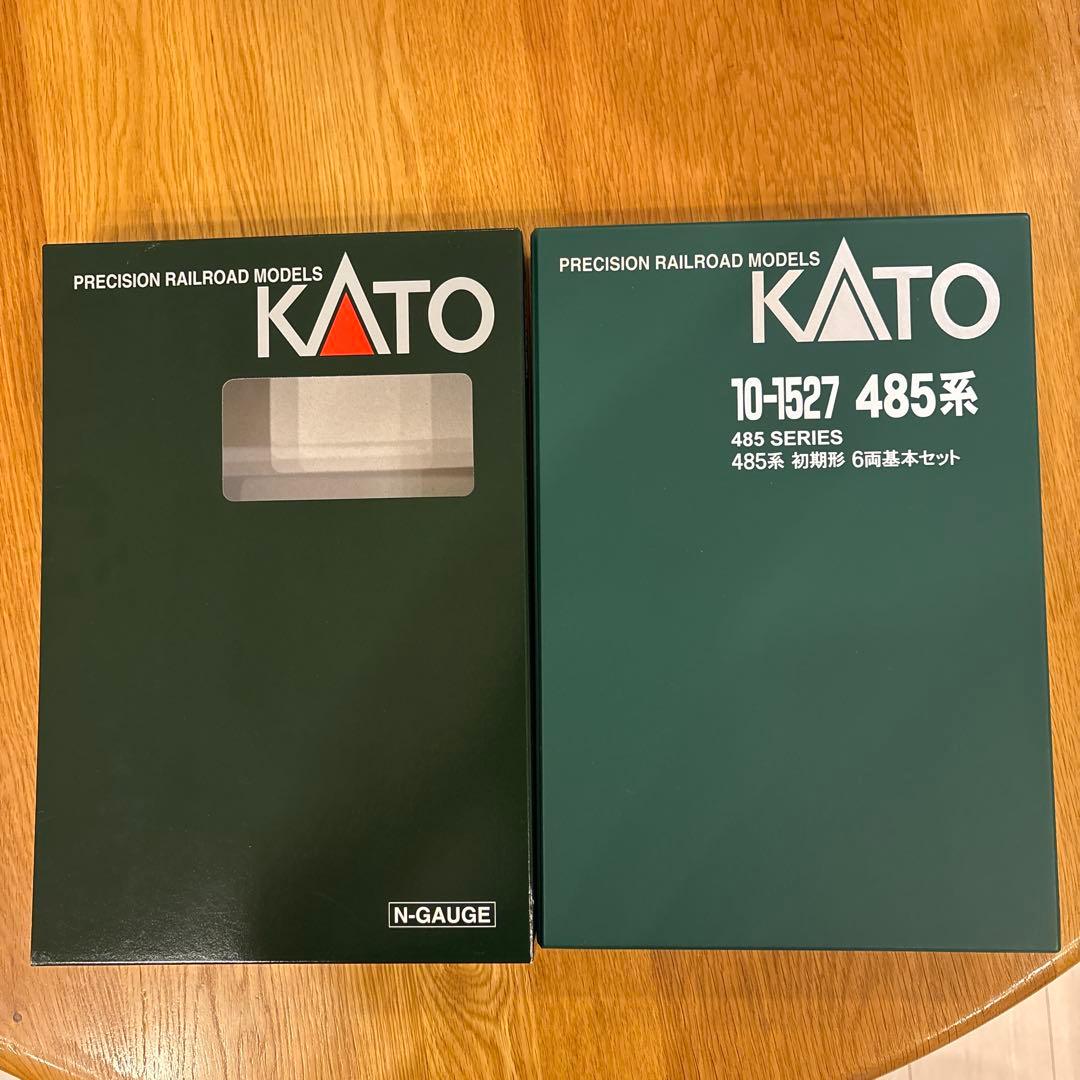 PRECISION RAILROAD MODELS
KATO
N-GAUGE
PRECISION RAILROAD MODELS
KATO
10-1527 485系
485 SERIES
485系 初期形 6両基本セット